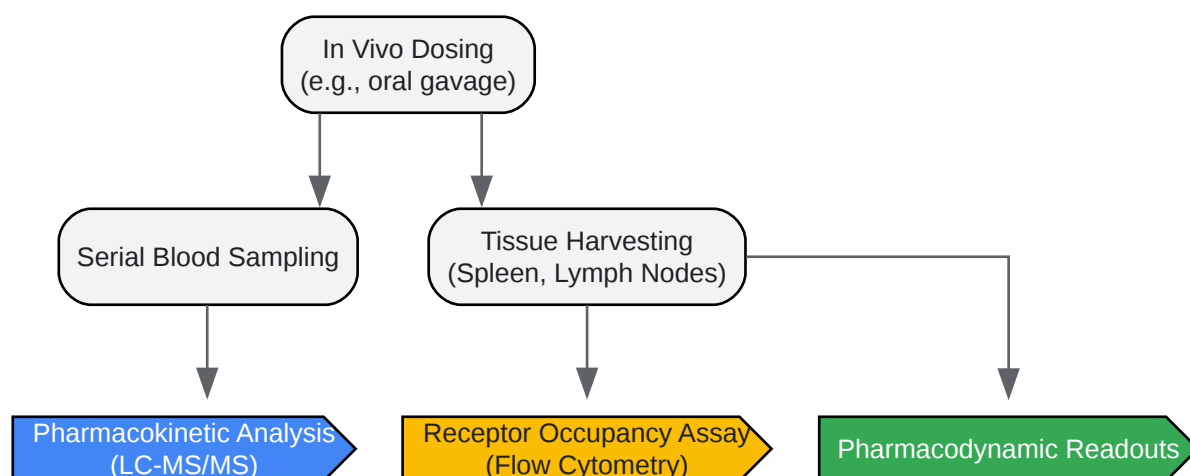 In Vivo Dosing
(e.g., oral gavage)
Serial Blood Sampling
Tissue Harvesting
(Spleen, Lymph Nodes)
Pharmacokinetic Analysis
(LC-MS/MS)
Receptor Occupancy Assay
(Flow Cytometry)
Pharmacodynamic Readouts